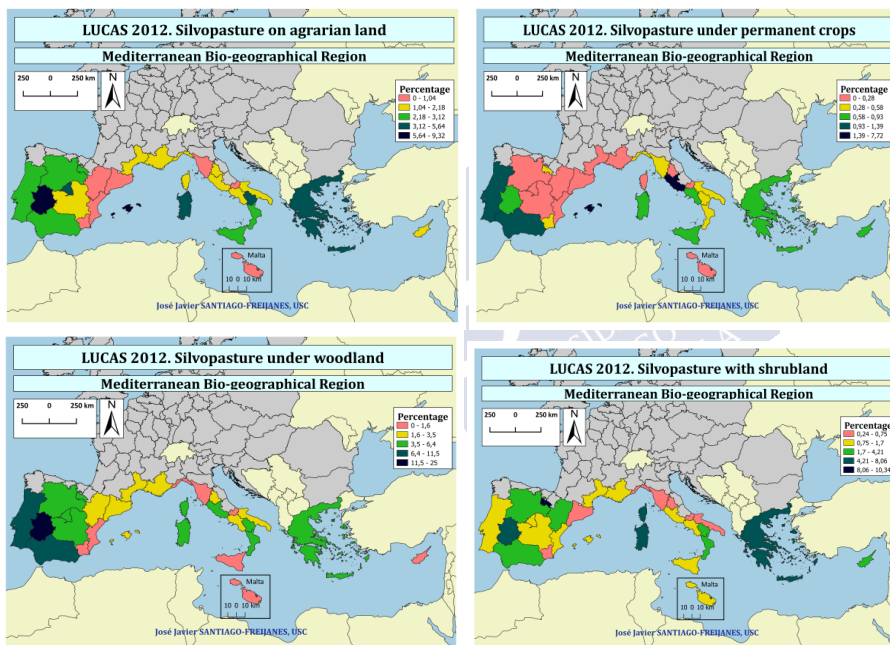 LUCAS 2012. Silvopasture on agrarian land
Mediterranean Bio-geographical Region
250 0 250 km
N
Percentage
0 - 1,04
1,04 - 2,18
2,18 - 3,12
3,12 - 5,64
5,64 - 9,32
Malta
10 0 10 km
José Javier SANTIAGO-FREIJANES, USC
LUCAS 2012. Silvopasture under permanent crops
Mediterranean Bio-geographical Region
250 0 250 km
N
Percentage
0 - 0,28
0,28 - 0,58
0,58 - 0,93
0,93 - 1,39
1,39 - 7,72
Malta
10 0 10 km
José Javier SANTIAGO-FREIJANES, USC
LUCAS 2012. Silvopasture under woodland
Mediterranean Bio-geographical Region
250 0 250 km
N
Percentage
0 - 1,6
1,6 - 3,5
3,5 - 6,4
6,4 - 11,5
11,5 - 25
Malta
10 0 10 km
José Javier SANTIAGO-FREIJANES, USC
LUCAS 2012. Silvopasture with shrubland
Mediterranean Bio-geographical Region
250 0 250 km
N
Percentage
0,24 - 0,75
0,75 - 1,7
1,7 - 4,21
4,21 - 8,06
8,06 - 10,34
Malta
10 0 10 km
José Javier SANTIAGO-FREIJANES, USC